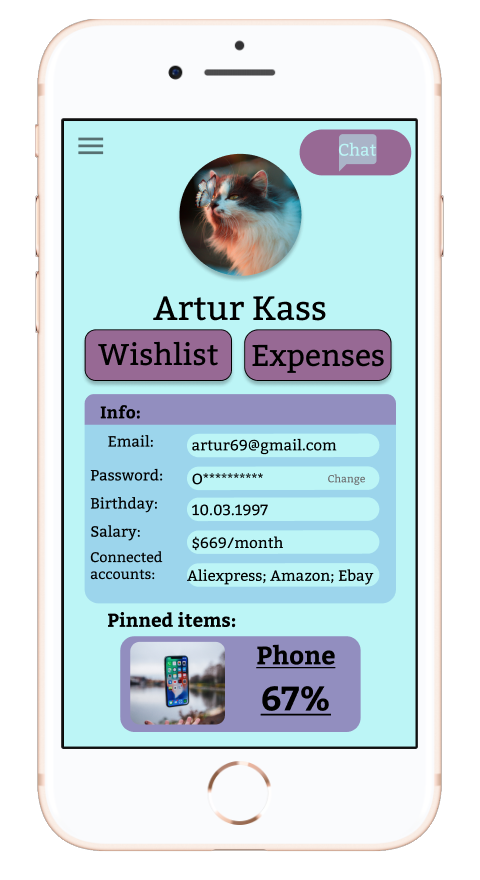 Chat
Artur Kass
Wishlist
Expenses
Info:
Email:
artur69@gmail.com
Password:
O**********
Change
Birthday:
10.03.1997
Salary:
$669/month
Connected
accounts:
Aliexpress; Amazon; Ebay
Pinned items:
Phone
67%